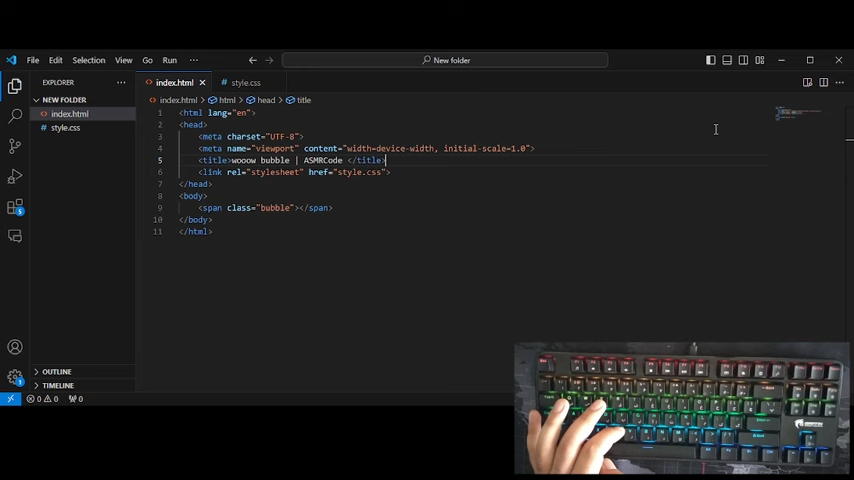 File Edit Selection View Go Run ··· New folder
EXPLORER ···
index.html
style.css
NEW FOLDER
index.html
style.css
index.html > html > head > title
1 <html lang="en">
2 <head>
3 <meta charset="UTF-8">
4 <meta name="viewport" content="width=device-width, initial-scale=1.0">
5 <title>wooow bubble | ASMRCode </title>
6 <link rel="stylesheet" href="style.css">
7 </head>
8 <body>
9 <span class="bubble"></span>
10 </body>
11 </html>
5
1
OUTLINE
TIMELINE
0 0 0